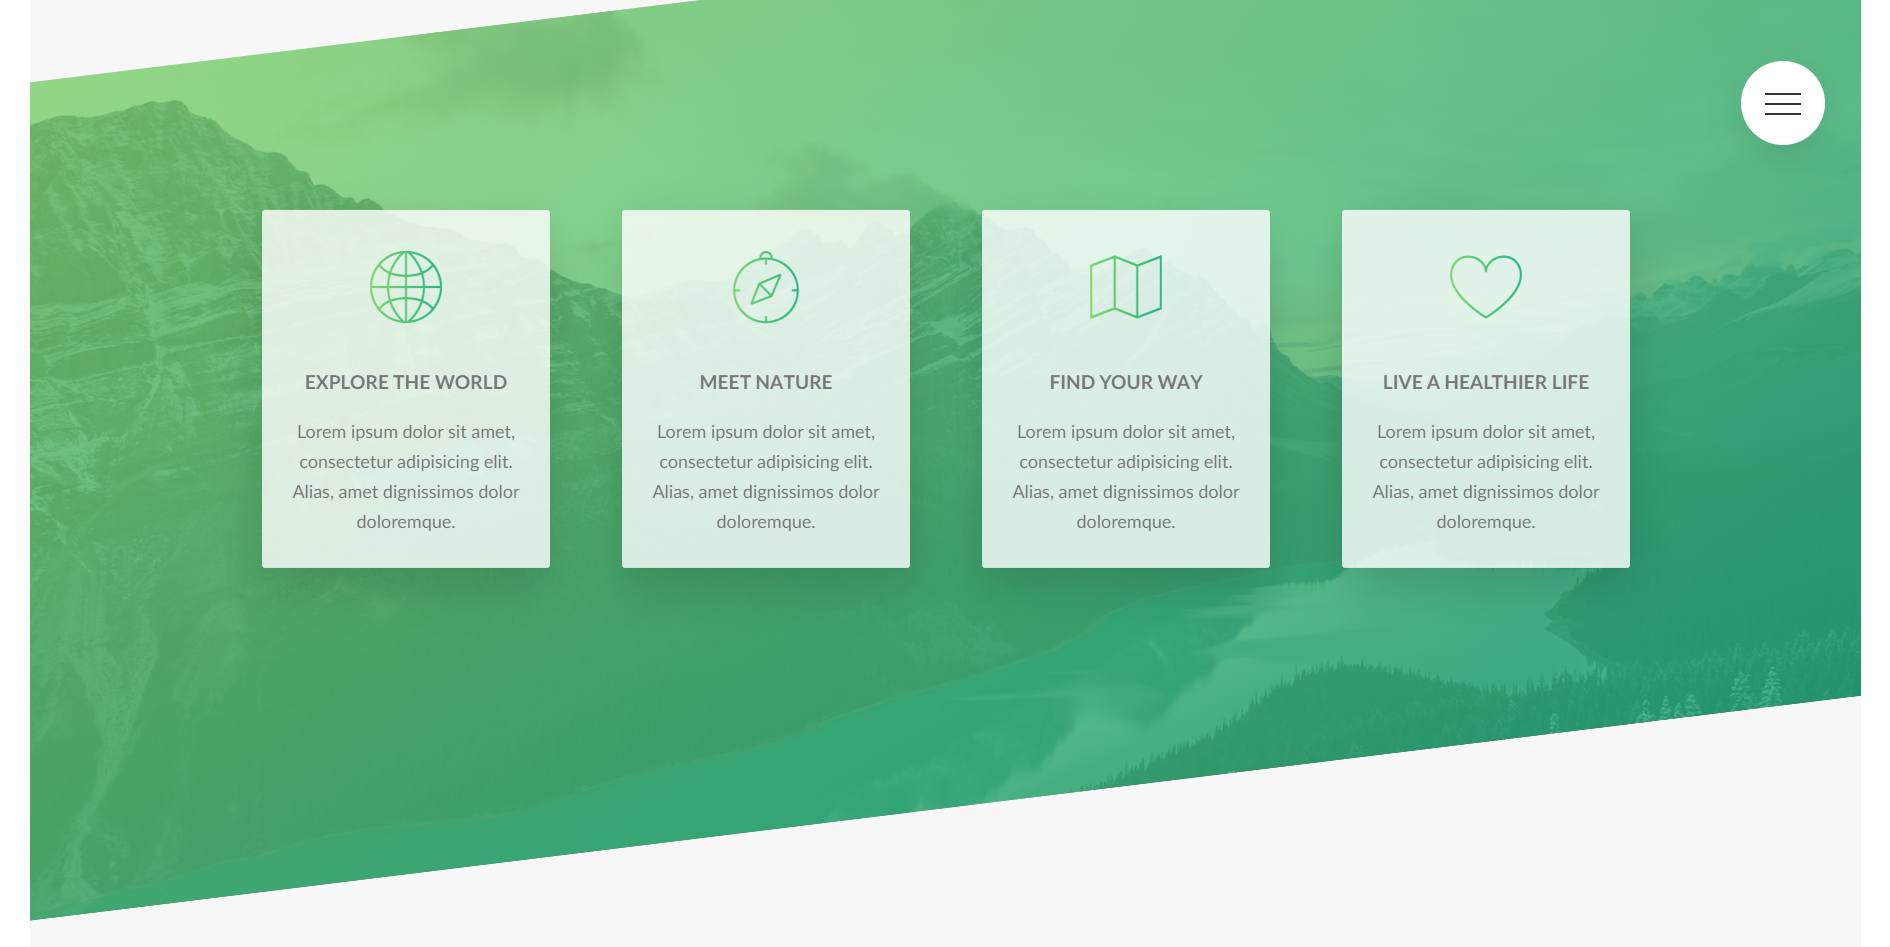 EXPLORE THE WORLD
Lorem ipsum dolor sit amet,
consectetur adipisicing elit.
Alias, amet dignissimos dolor
doloremque.
MEET NATURE
Lorem ipsum dolor sit amet,
consectetur adipisicing elit.
Alias, amet dignissimos dolor
doloremque.
FIND YOUR WAY
Lorem ipsum dolor sit amet,
consectetur adipisicing elit.
Alias, amet dignissimos dolor
doloremque.
LIVE A HEALTHIER LIFE
Lorem ipsum dolor sit amet,
consectetur adipisicing elit.
Alias, amet dignissimos dolor
doloremque.